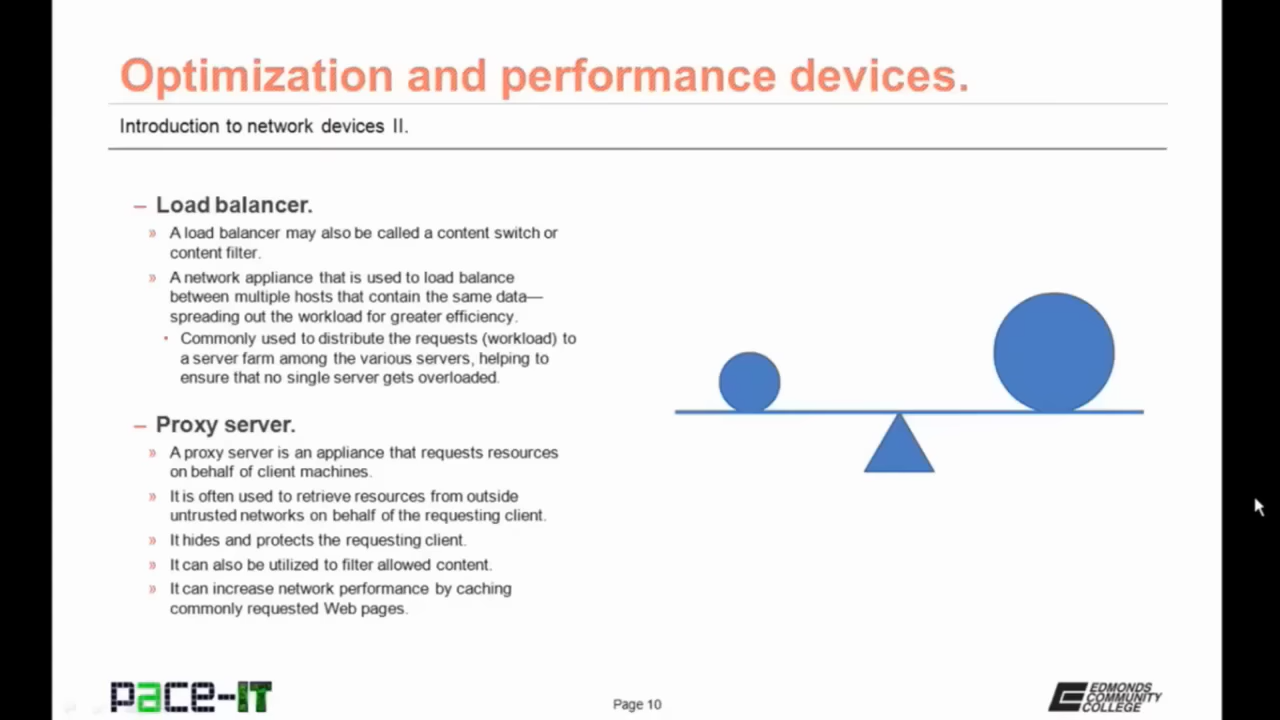 Optimization and performance devices.
Introduction to network devices II.
– Load balancer.
» A load balancer may also be called a content switch or
content filter.
» A network appliance that is used to load balance
between multiple hosts that contain the same data—
spreading out the workload for greater efficiency.
• Commonly used to distribute the requests (workload) to
a server farm among the various servers, helping to
ensure that no single server gets overloaded.
– Proxy server.
» A proxy server is an appliance that requests resources
on behalf of client machines.
» It is often used to retrieve resources from outside
untrusted networks on behalf of the requesting client.
» It hides and protects the requesting client.
» It can also be utilized to filter allowed content.
» It can increase network performance by caching
commonly requested Web pages.
pace-IT
Page 10
EDMONDS
COMMUNITY
COLLEGE